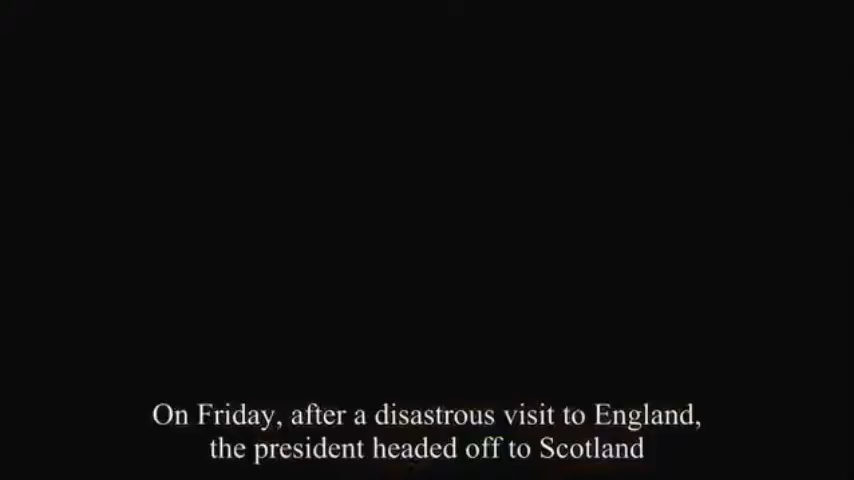 On Friday, after a disastrous visit to England,
the president headed off to Scotland